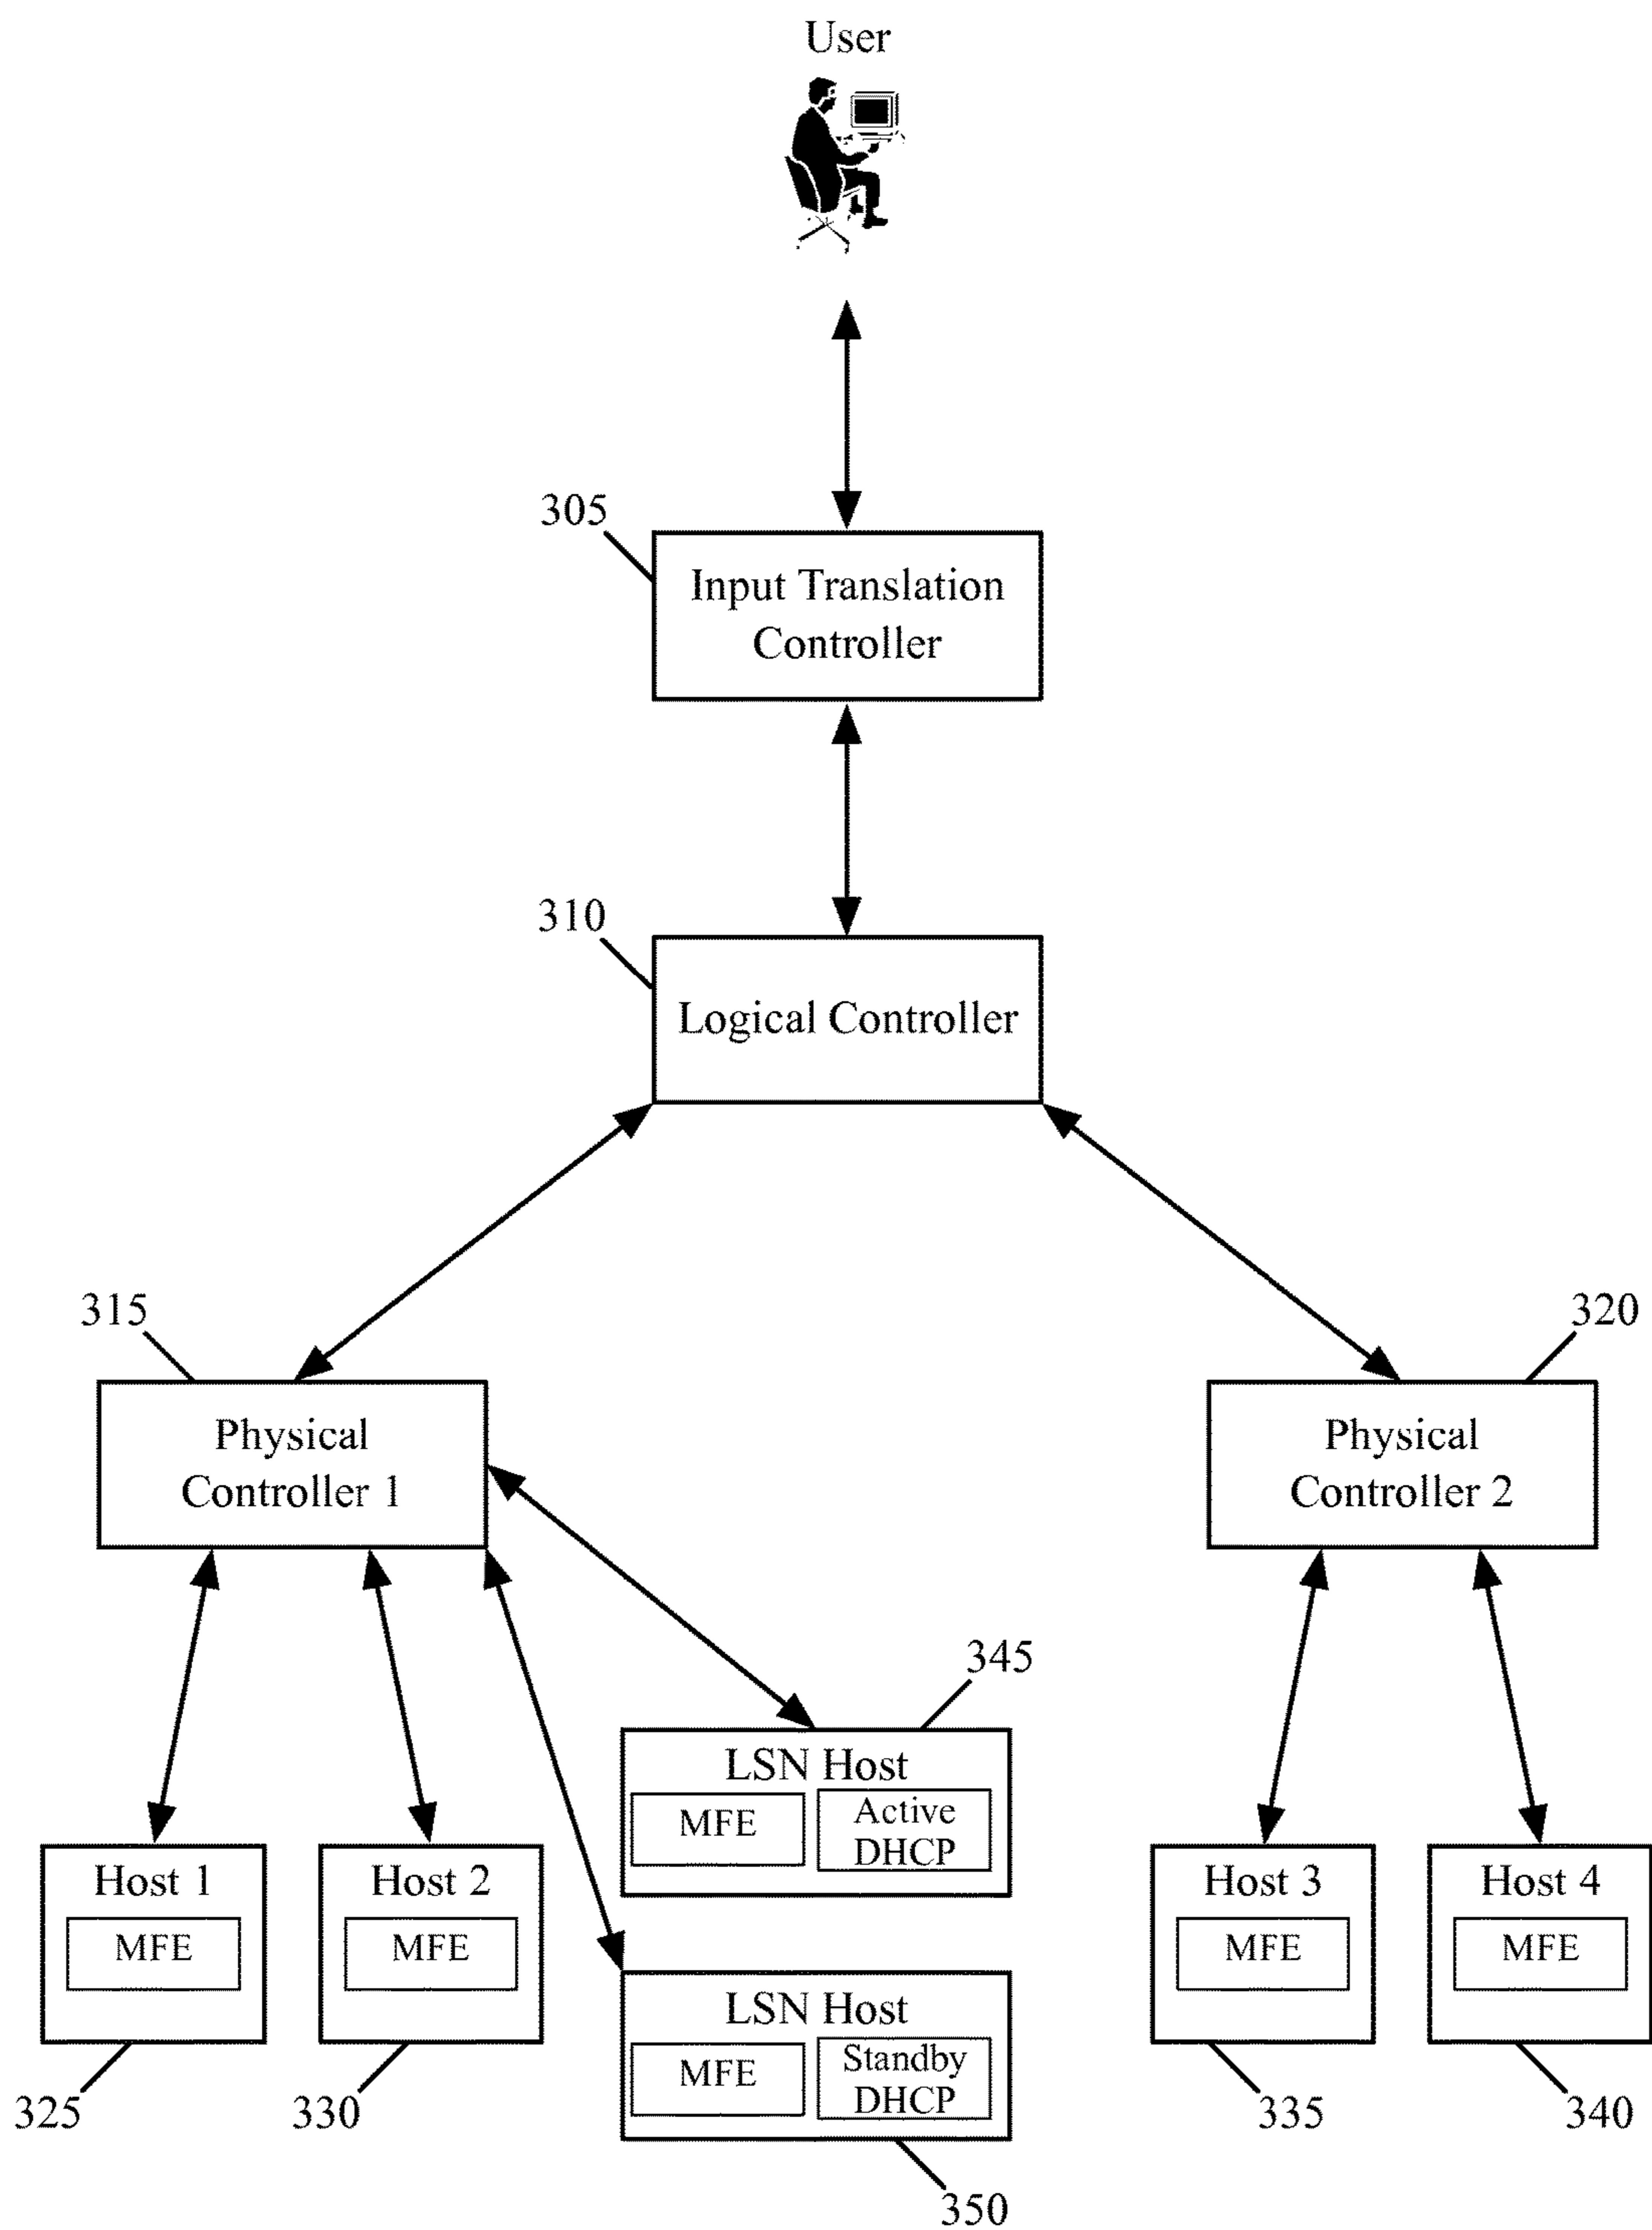 User
305
Input Translation
Controller
310
Logical Controller
315
320
Physical
Controller 1
Physical
Controller 2
345
LSN Host
MFE
Active
DHCP
Host 1
MFE
Host 2
MFE
Host 3
MFE
Host 4
MFE
LSN Host
MFE
Standby
DHCP
325
330
335
340
350